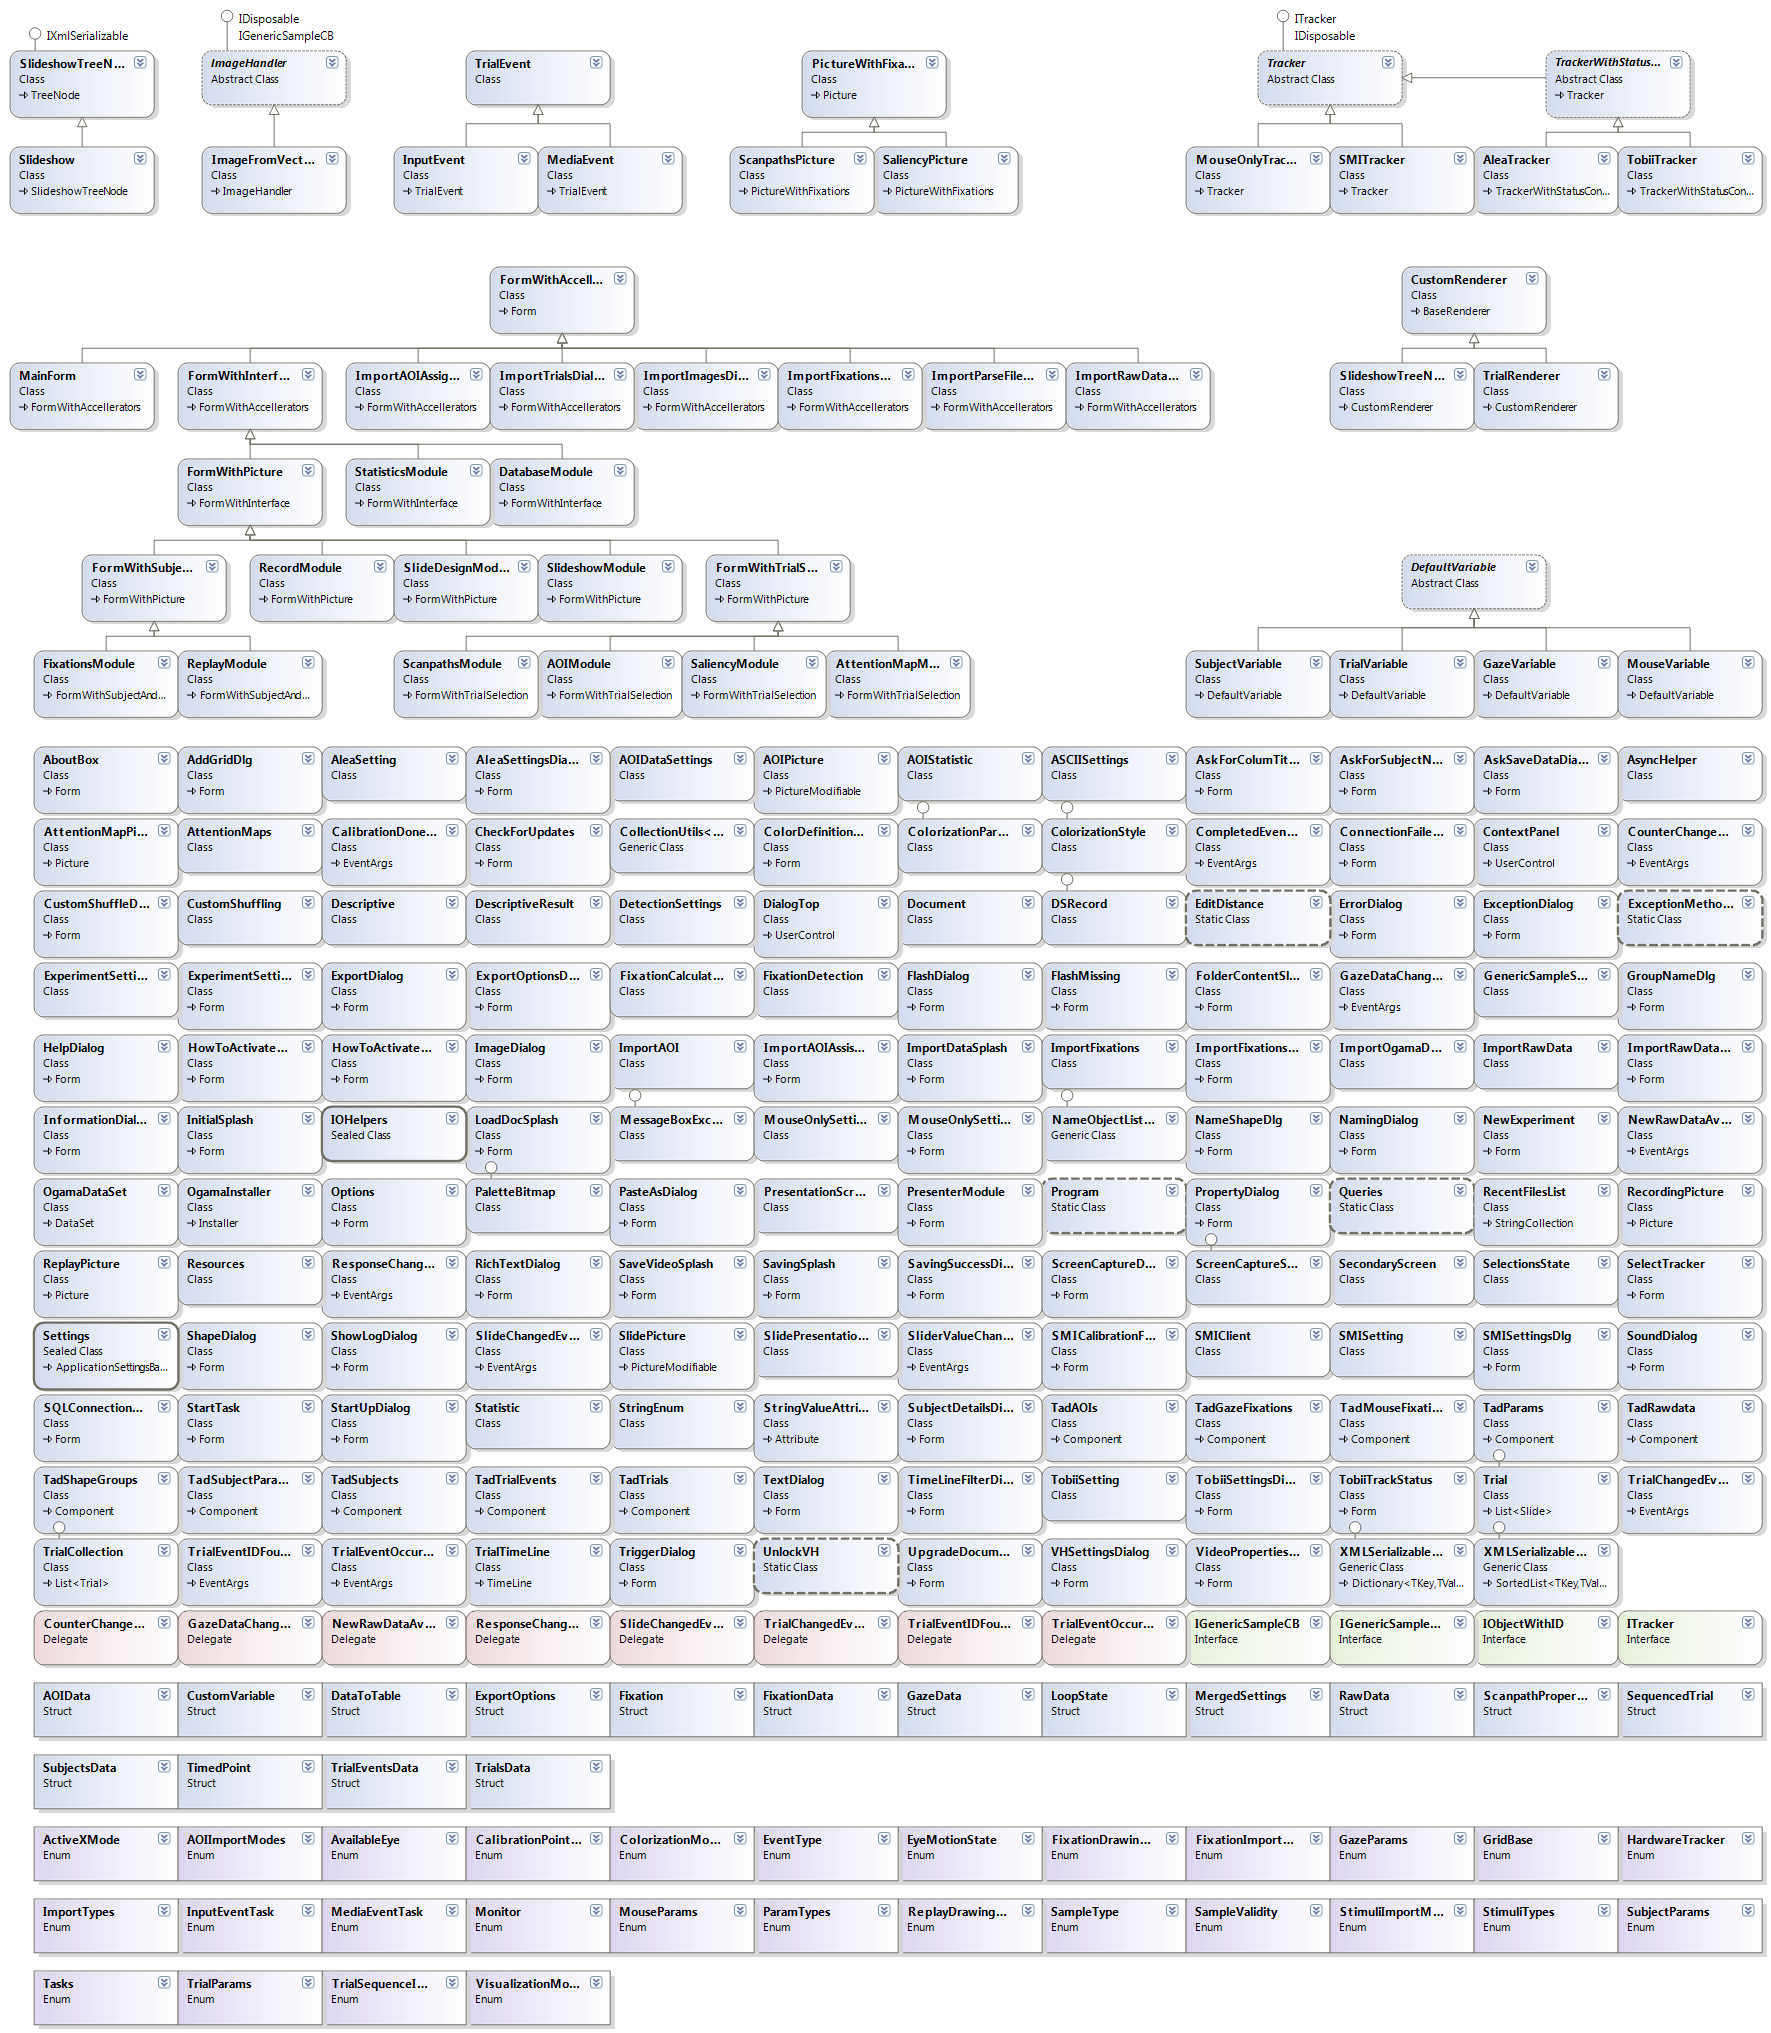 IXmlSerializable
SlideshowTreeN...
Class
TreeNode
IDisposable
IGenericSampleCB
ImageHandler
Abstract Class
TrialEvent
Class
PictureWithFixa...
Class
Picture
ITracker
IDisposable
Tracker
Abstract Class
TrackerWithStatus...
Abstract Class
Tracker
Slideshow
Class
SlideshowTreeNode
ImageFromVect...
Class
ImageHandler
InputEvent
Class
TrialEvent
MediaEvent
Class
TrialEvent
ScanpathsPicture
Class
PictureWithFixations
SaliencyPicture
Class
PictureWithFixations
MouseOnlyTrac...
Class
Tracker
SMITracker
Class
Tracker
AleaTracker
Class
TrackerWithStatusCon...
TobiiTracker
Class
TrackerWithStatusCon...
FormWithAccell...
Class
Form
CustomRenderer
Class
BaseRenderer
MainForm
Class
FormWithAccellerators
FormWithInterf...
Class
FormWithAccellerators
ImportAOIAssig...
Class
FormWithAccellerators
ImportTrialsDial...
Class
FormWithAccellerators
ImportImagesDi...
Class
FormWithAccellerators
ImportFixations...
Class
FormWithAccellerators
ImportParseFile...
Class
FormWithAccellerators
ImportRawData...
Class
FormWithAccellerators
SlideshowTreeN...
Class
CustomRenderer
TrialRenderer
Class
CustomRenderer
FormWithPicture
Class
FormWithInterface
StatisticsModule
Class
FormWithInterface
DatabaseModule
Class
FormWithInterface
FormWithSubje...
Class
FormWithPicture
RecordModule
Class
FormWithPicture
SlideDesignMod...
Class
FormWithPicture
SlideshowModule
Class
FormWithPicture
FormWithTrialS...
Class
FormWithPicture
DefaultVariable
Abstract Class
FixationsModule
Class
FormWithSubjectAnd...
ReplayModule
Class
FormWithSubjectAnd...
ScanpathsModule
Class
FormWithTrialSelection
AOIModule
Class
FormWithTrialSelection
SaliencyModule
Class
FormWithTrialSelection
AttentionMapM...
Class
FormWithTrialSelection
SubjectVariable
Class
DefaultVariable
TrialVariable
Class
DefaultVariable
GazeVariable
Class
DefaultVariable
MouseVariable
Class
DefaultVariable
AboutBox
Class
Form
AddGridDlg
Class
Form
AleaSetting
Class
AleaSettingsDia...
Class
Form
AOIDataSettings
Class
AOIPicture
Class
PictureModifiable
AOIStatistic
Class
ASCIISettings
Class
AskForColumTit...
Class
Form
AskForSubjectN...
Class
Form
AskSaveDataDia...
Class
Form
AsyncHelper
Class
AttentionMapPi...
Class
Picture
AttentionMaps
Class
CalibrationDone...
Class
EventArgs
CheckForUpdates
Class
Form
CollectionUtils<...
Generic Class
ColorDefinition...
Class
Form
ColorizationPar...
Class
ColorizationStyle
Class
CompletedEven...
Class
EventArgs
ConnectionFaile...
Class
Form
ContextPanel
Class
UserControl
CounterChange...
Class
EventArgs
CustomShuffleD...
Class
Form
CustomShuffling
Class
Descriptive
Class
DescriptiveResult
Class
DetectionSettings
Class
DialogTop
Class
UserControl
Document
Class
DSRecord
Class
EditDistance
Static Class
ErrorDialog
Class
Form
ExceptionDialog
Class
Form
ExceptionMetho...
Static Class
ExperimentSetti...
Class
ExperimentSetti...
Class
Form
ExportDialog
Class
Form
ExportOptionsD...
Class
Form
FixationCalculat...
Class
FixationDetection
Class
FlashDialog
Class
Form
FlashMissing
Class
Form
FolderContentSl...
Class
Form
GazeDataChang...
Class
EventArgs
GenericSampleS...
Class
GroupNameDlg
Class
Form
HelpDialog
Class
Form
HowToActivate...
Class
Form
HowToActivate...
Class
Form
ImageDialog
Class
Form
ImportAOI
Class
ImportAOIAssis...
Class
Form
ImportDataSplash
Class
Form
ImportFixations
Class
ImportFixations...
Class
Form
ImportOgamaD...
Class
ImportRawData
Class
ImportRawData...
Class
Form
InformationDial...
Class
Form
InitialSplash
Class
Form
IOHelpers
Sealed Class
LoadDocSplash
Class
Form
MessageBoxExc...
Class
MouseOnlySetti...
Class
MouseOnlySetti...
Class
Form
NameObjectList...
Generic Class
NameShapeDlg
Class
Form
NamingDialog
Class
Form
NewExperiment
Class
Form
NewRawDataAv...
Class
EventArgs
OgamaDataSet
Class
DataSet
OgamaInstaller
Class
Installer
Options
Class
Form
PaletteBitmap
Class
PasteAsDialog
Class
Form
PresentationScr...
Class
PresenterModule
Class
Form
Program
Static Class
PropertyDialog
Class
Form
Queries
Static Class
RecentFilesList
Class
StringCollection
RecordingPicture
Class
Picture
ReplayPicture
Class
Picture
Resources
Class
ResponseChang...
Class
EventArgs
RichTextDialog
Class
Form
SaveVideoSplash
Class
Form
SavingSplash
Class
Form
SavingSuccessDi...
Class
Form
ScreenCaptureD...
Class
Form
ScreenCaptureS...
Class
SecondaryScreen
Class
SelectionsState
Class
SelectTracker
Class
Form
Settings
Sealed Class
ApplicationSettingsBa...
ShapeDialog
Class
Form
ShowLogDialog
Class
Form
SlideChangedEv...
Class
EventArgs
SlidePicture
Class
PictureModifiable
SlidePresentatio...
Class
SliderValueChan...
Class
EventArgs
SMICalibrationF...
Class
Form
SMIClient
Class
SMISetting
Class
SMISettingsDlg
Class
Form
SoundDialog
Class
Form
SQLConnection...
Class
Form
StartTask
Class
Form
StartUpDialog
Class
Form
Statistic
Class
StringEnum
Class
StringValueAttri...
Class
Attribute
SubjectDetailsDi...
Class
Form
TadAOIs
Class
Component
TadGazeFixations
Class
Component
TadMouseFixati...
Class
Component
TadParams
Class
Component
TadRawdata
Class
Component
TadShapeGroups
Class
Component
TadSubjectPara...
Class
Component
TadSubjects
Class
Component
TadTrialEvents
Class
Component
TadTrials
Class
Component
TextDialog
Class
Form
TimeLineFilterDi...
Class
Form
TobiiSetting
Class
TobiiSettingsDi...
Class
Form
TobiiTrackStatus
Class
Form
Trial
Class
List<Slide>
TrialChangedEv...
Class
EventArgs
TrialCollection
Class
List<Trial>
TrialEventIDFou...
Class
EventArgs
TrialEventOccur...
Class
EventArgs
TrialTimeLine
Class
TimeLine
TriggerDialog
Class
Form
UnlockVH
Static Class
UpgradeDocum...
Class
Form
VHSettingsDialog
Class
Form
VideoProperties...
Class
Form
XMLSerializable...
Generic Class
Dictionary<TKey,TVal...
XMLSerializable...
Generic Class
SortedList<TKey,TVal...
CounterChange...
Delegate
GazeDataChang...
Delegate
NewRawDataAv...
Delegate
ResponseChang...
Delegate
SlideChangedEv...
Delegate
TrialChangedEv...
Delegate
TrialEventIDFou...
Delegate
TrialEventOccur...
Delegate
IGenericSampleCB
Interface
IGenericSample...
Interface
IObjectWithID
Interface
ITracker
Interface
AOIData
Struct
CustomVariable
Struct
DataToTable
Struct
ExportOptions
Struct
Fixation
Struct
FixationData
Struct
GazeData
Struct
LoopState
Struct
MergedSettings
Struct
RawData
Struct
ScanpathProper...
Struct
SequencedTrial
Struct
SubjectsData
Struct
TimedPoint
Struct
TrialEventsData
Struct
TrialsData
Struct
ActiveXMode
Enum
AOIImportModes
Enum
AvailableEye
Enum
CalibrationPoint...
Enum
ColorizationMo...
Enum
EventType
Enum
EyeMotionState
Enum
FixationDrawin...
Enum
FixationImport...
Enum
GazeParams
Enum
GridBase
Enum
HardwareTracker
Enum
ImportTypes
Enum
InputEventTask
Enum
MediaEventTask
Enum
Monitor
Enum
MouseParams
Enum
ParamTypes
Enum
ReplayDrawing...
Enum
SampleType
Enum
SampleValidity
Enum
StimuliImportM...
Enum
StimuliTypes
Enum
SubjectParams
Enum
Tasks
Enum
TrialParams
Enum
TrialSequenceI...
Enum
VisualizationMo...
Enum